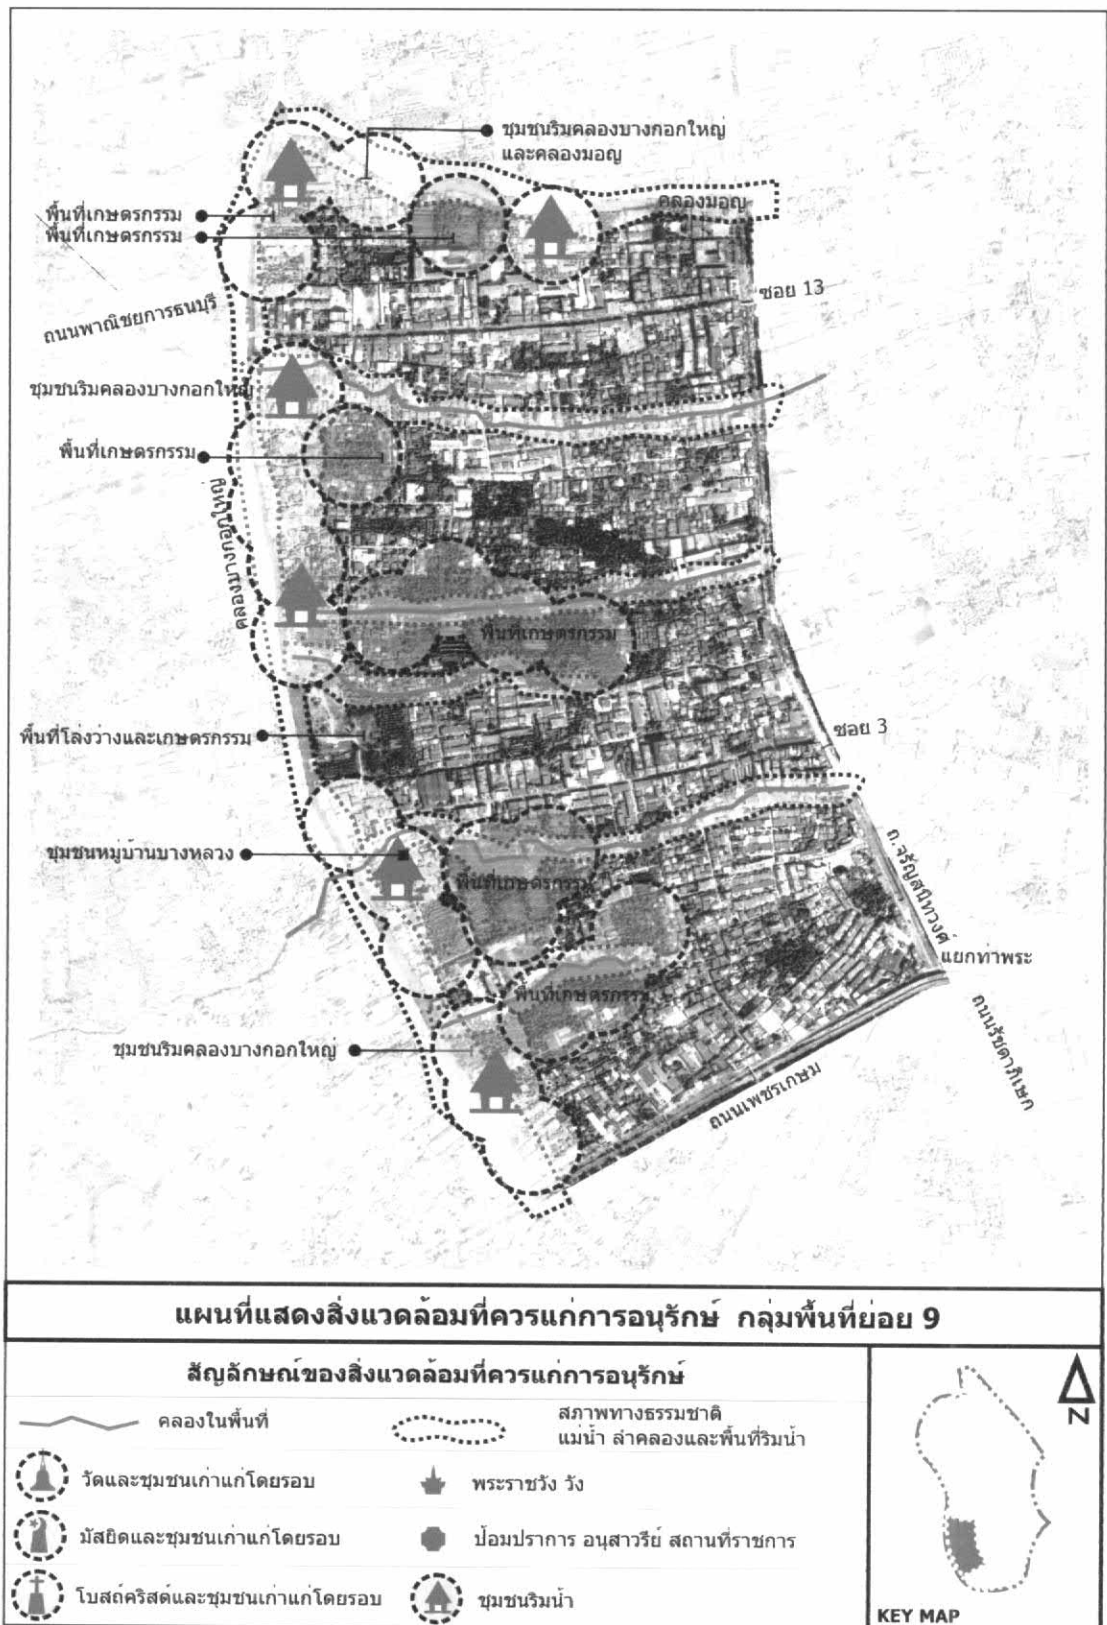 ชุมชนริมคลองบางกอกใหญ่
และคลองมอญ
คลองมอญ
พื้นที่เกษตรกรรม
พื้นที่เกษตรกรรม
ซอย 13
ถนนพาณิชยการธนบุรี
ชุมชนริมคลองบางกอกใหญ่
พื้นที่เกษตรกรรม
คลองบางกอกใหญ่
พื้นที่เกษตรกรรม
พื้นที่โล่งว่างและเกษตรกรรม
ซอย 3
ชุมชนหมู่บ้านบางหลวง
พื้นที่เกษตรกรรม
ถ.จรัญสนิทวงศ์
แยกท่าพระ
พื้นที่เกษตรกรรม
ถนนรัชดาภิเษก
ชุมชนริมคลองบางกอกใหญ่
ถนนเพชรเกษม
แผนที่แสดงสิ่งแวดล้อมที่ควรแก่การอนุรักษ์ กลุ่มพื้นที่ย่อย 9
สัญลักษณ์ของสิ่งแวดล้อมที่ควรแก่การอนุรักษ์
คลองในพื้นที่
สภาพทางธรรมชาติ
แม่น้ำ ลำคลองและพื้นที่ริมน้ำ
วัดและชุมชนเก่าแก่โดยรอบ
พระราชวัง วัง
มัสยิดและชุมชนเก่าแก่โดยรอบ
ป้อมปราการ อนุสาวรีย์ สถานที่ราชการ
โบสถ์คริสต์และชุมชนเก่าแก่โดยรอบ
ชุมชนริมน้ำ
N
KEY MAP